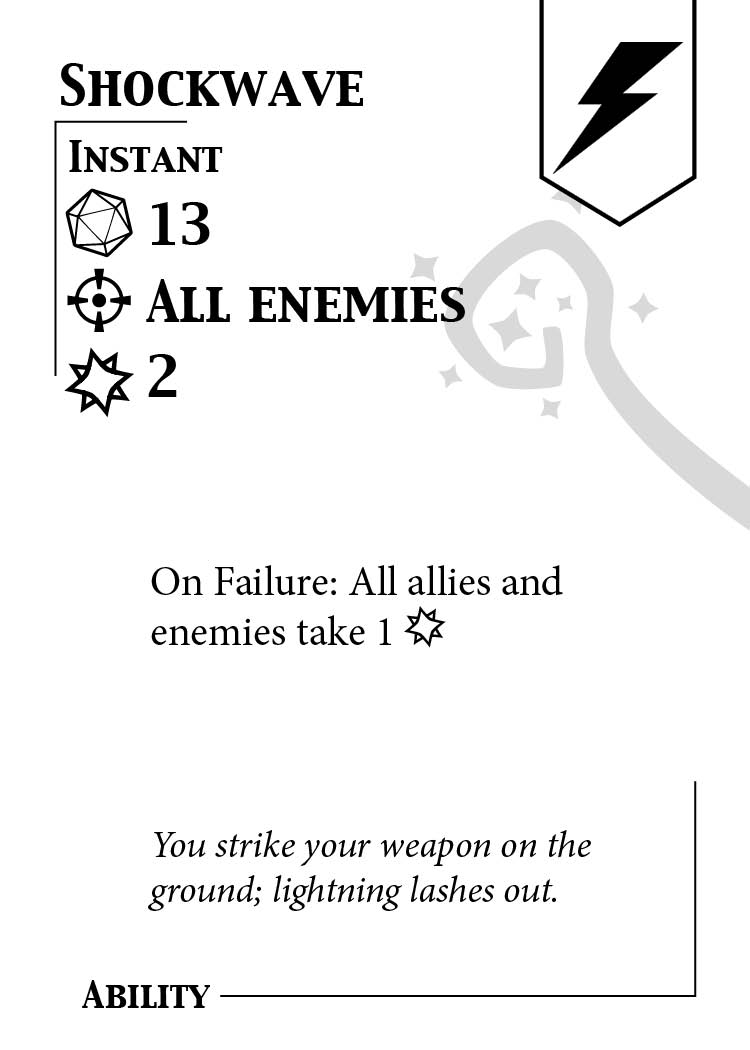 Shockwave
Instant
13
All enemies
2
On Failure: All allies and
enemies take 1
You strike your weapon on the
ground; lightning lashes out.
Ability